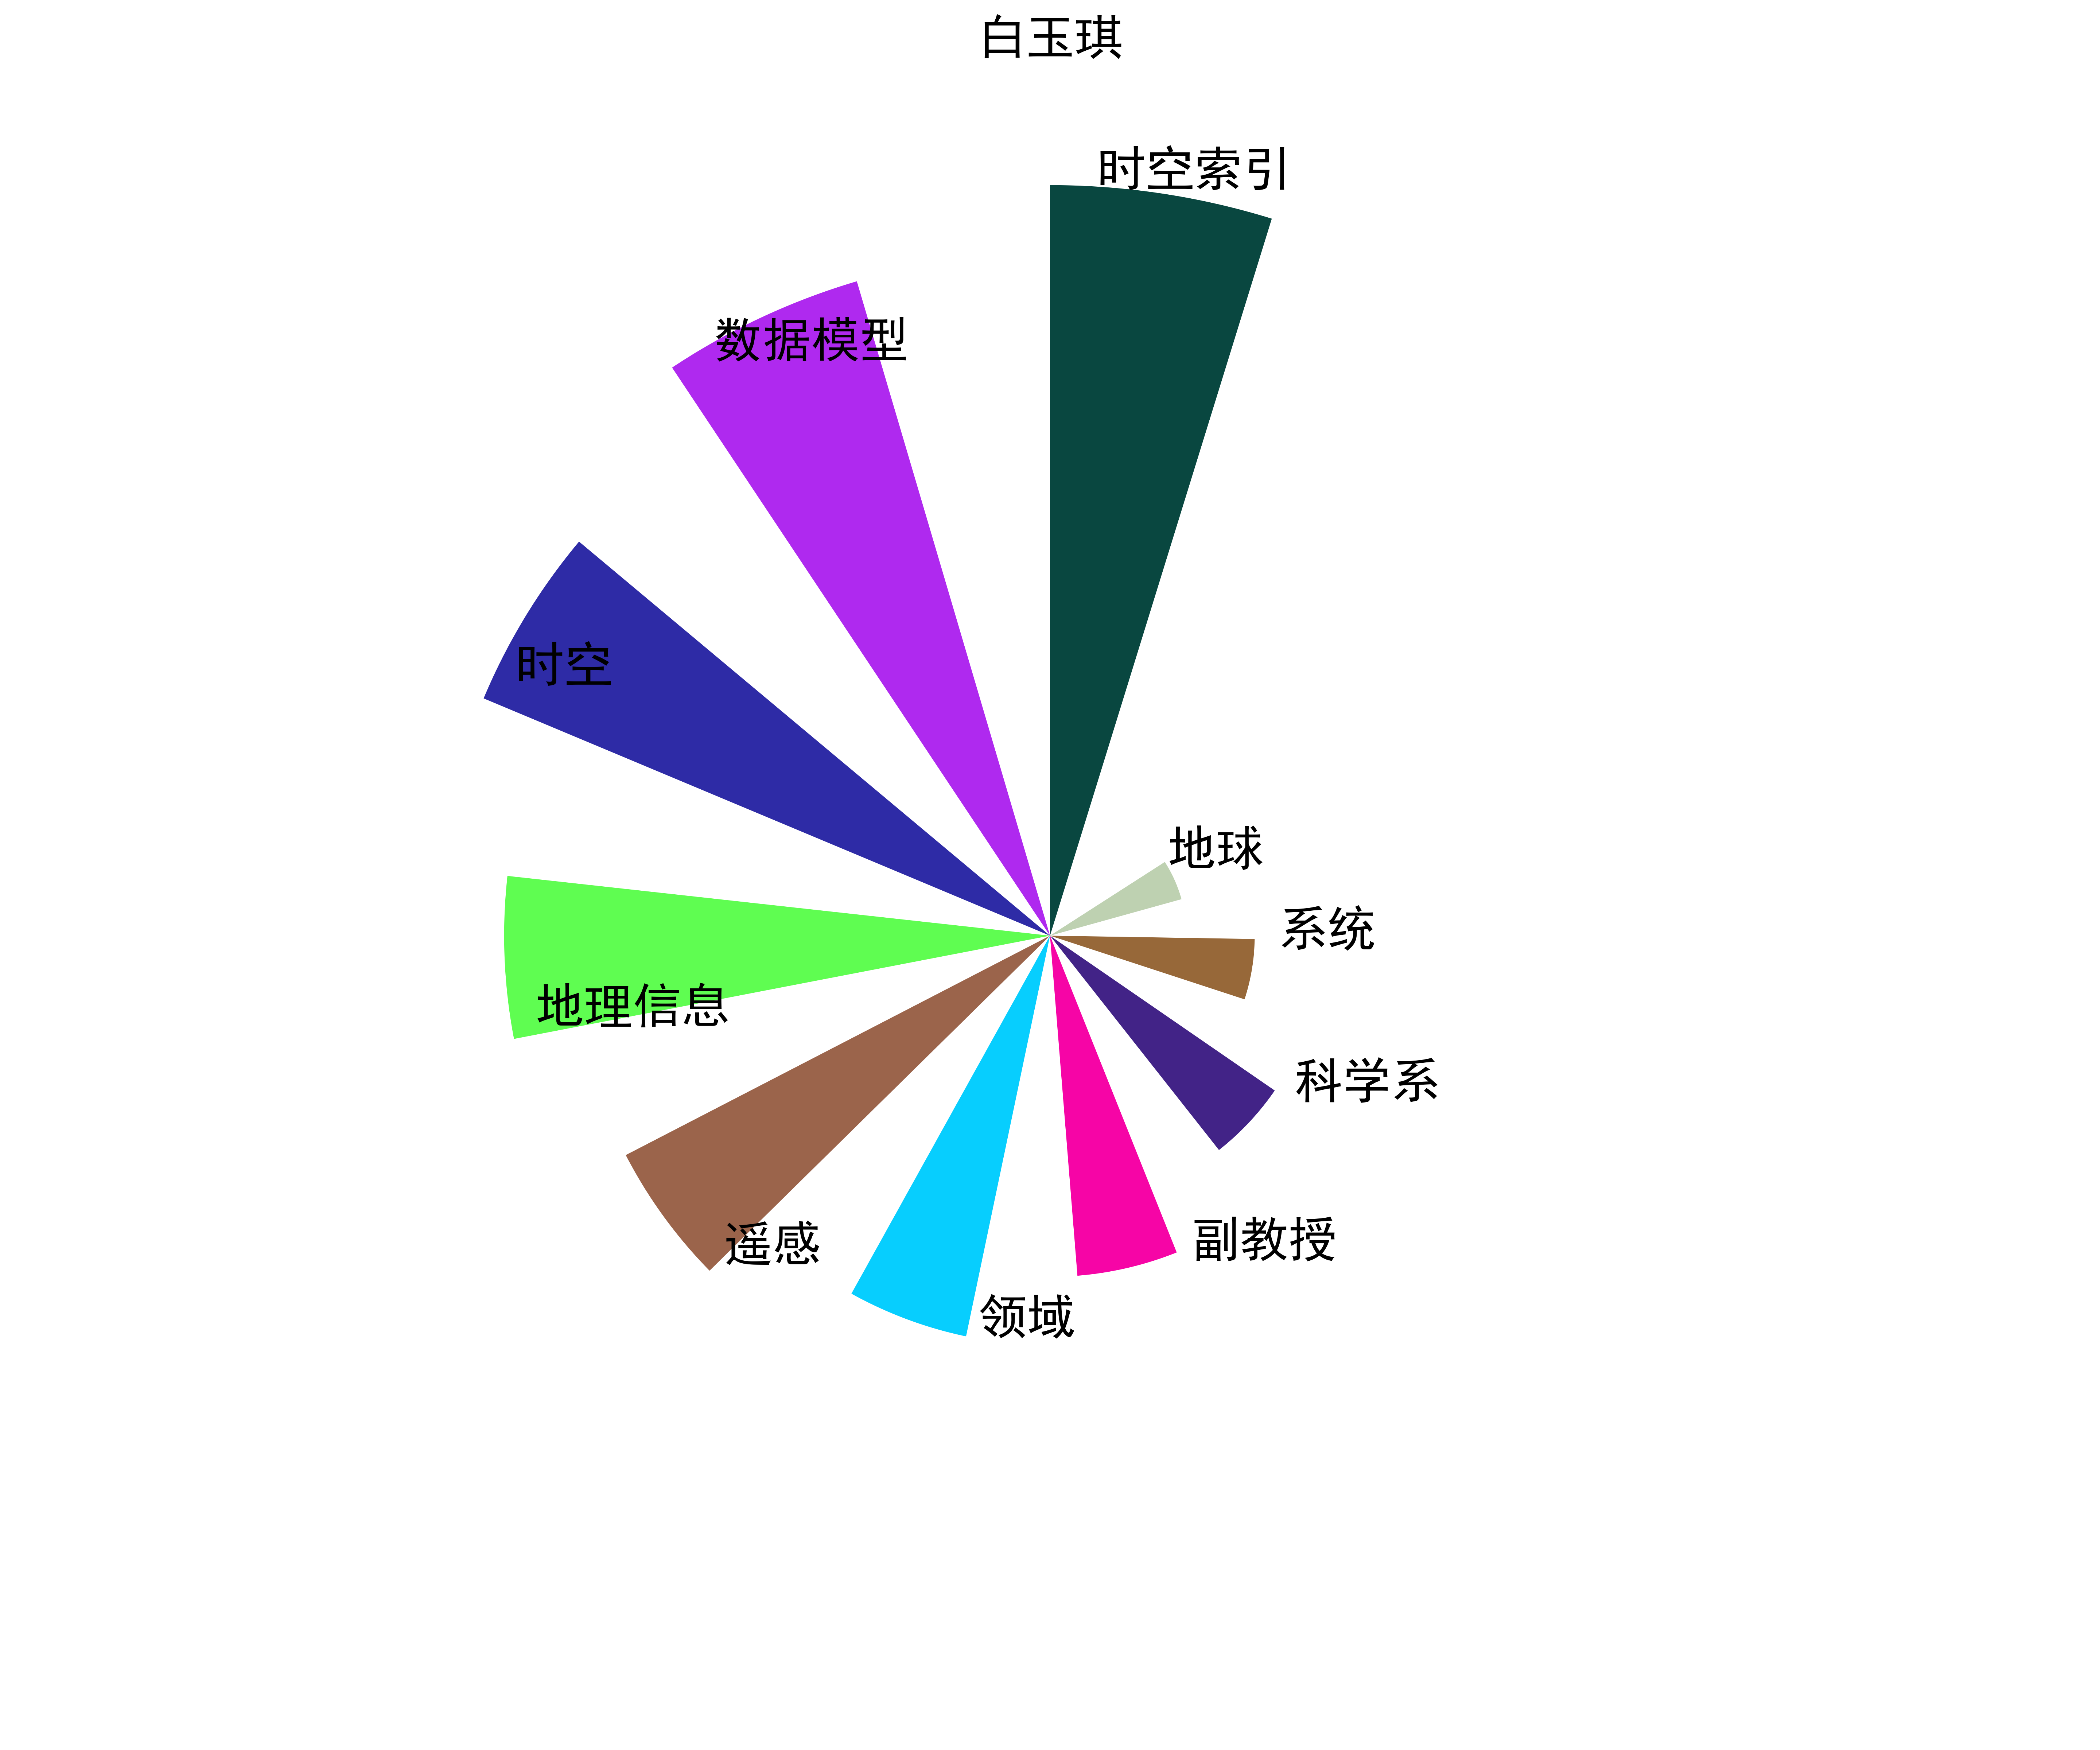 白玉琪
时空索引
数据模型
时空
地球
系统
地理信息
科学系
遥感
副教授
领域